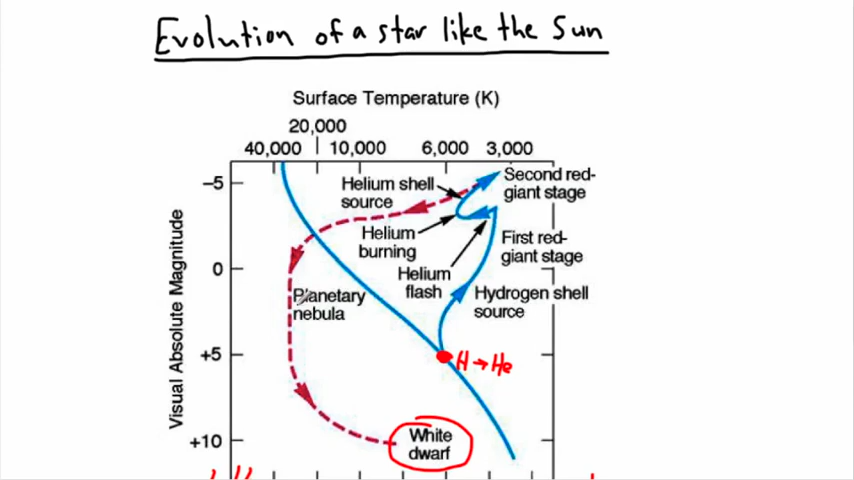 Evolution of a star like the Sun
Surface Temperature (K)
20,000
40,000 10,000 6,000 3,000
Second red-
giant stage
Helium shell
source
Helium
burning
First red-
giant stage
Helium
flash
Hydrogen shell
source
Planetary
nebula
H→He
White
dwarf
Visual Absolute Magnitude
-5
0
+5
+10